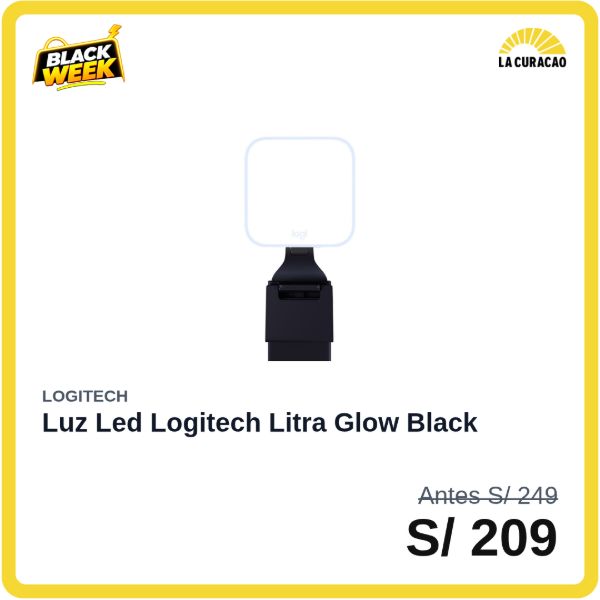 BLACK
WEEK
LA CURACAO
logi
LOGITECH
Luz Led Logitech Litra Glow Black
Antes S/ 249
S/ 209